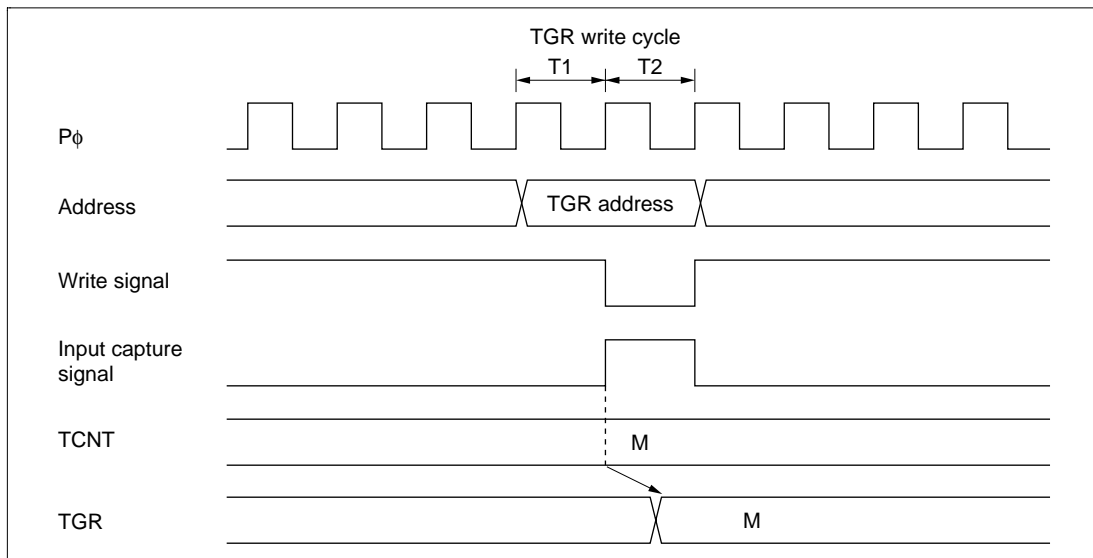 TGR write cycle
T1 T2
Pϕ
Address
TGR address
Write signal
Input capture
signal
TCNT
M
TGR
M